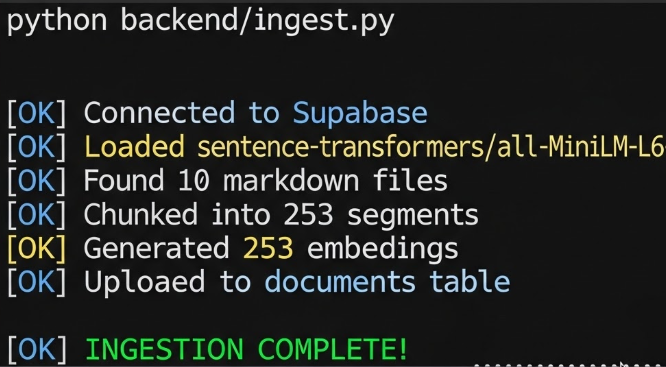 python backend/ingest.py
[OK] Connected to Supabase
[OK] Loaded sentence-transformers/all-MiniLM-L6-
[OK] Found 10 markdown files
[OK] Chunked into 253 segments
[OK] Generated 253 embedings
[OK] Uploaed to documents table
[OK] INGESTION COMPLETE!